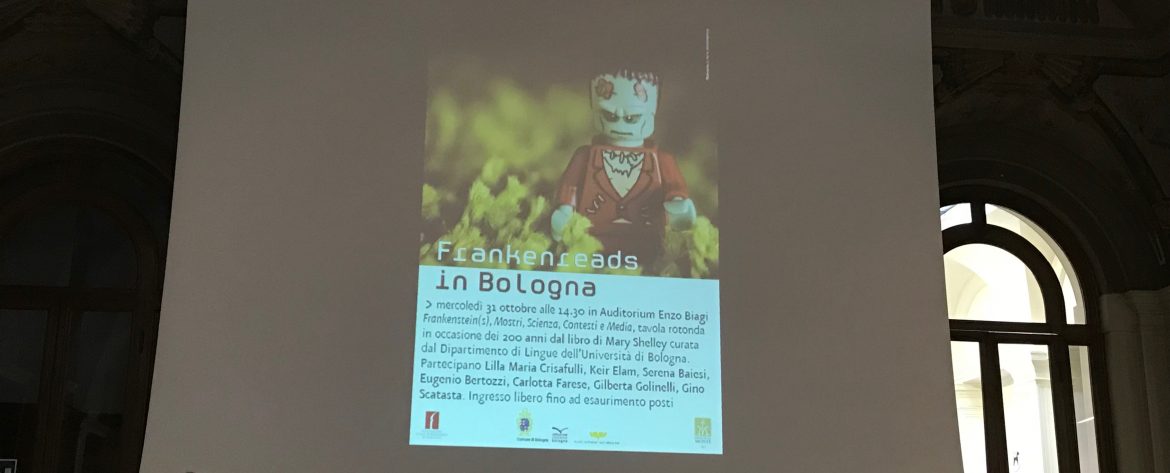 Frankenreads
in Bologna
> mercoledì 31 ottobre alle 14.30 in Auditorium Enzo Biagi
Frankenstein(s), Mostri, Scienza, Contesti e Media, tavola rotonda
in occasione dei 200 anni dal libro di Mary Shelley curata
dal Dipartimento di Lingue dell'Università di Bologna.
Partecipano Lilla Maria Crisafulli, Keir Elam, Serena Baiesi,
Eugenio Bertozzi, Carlotta Farese, Gilberta Golinelli, Gino
Scatasta. Ingresso libero fino ad esaurimento posti
Comune di Bologna